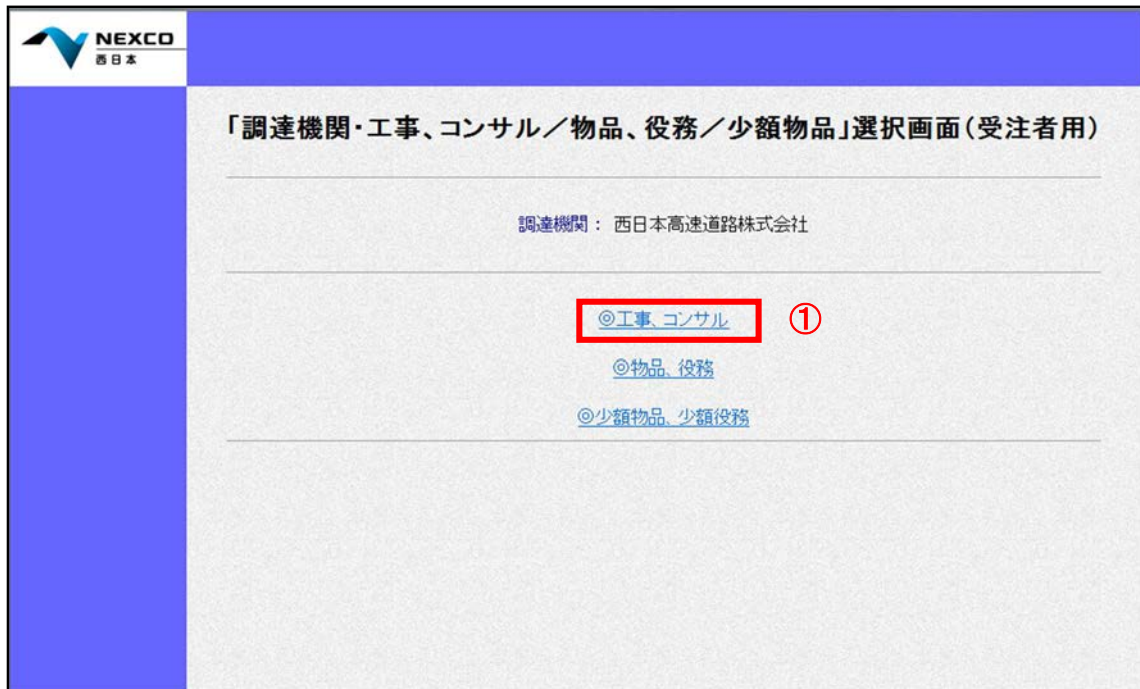 NEXCO
西日本
「調達機関・工事、コンサル／物品、役務／少額物品」選択画面(受注者用)
調達機関： 西日本高速道路株式会社
◎工事、コンサル ①
◎物品、役務
◎少額物品、少額役務